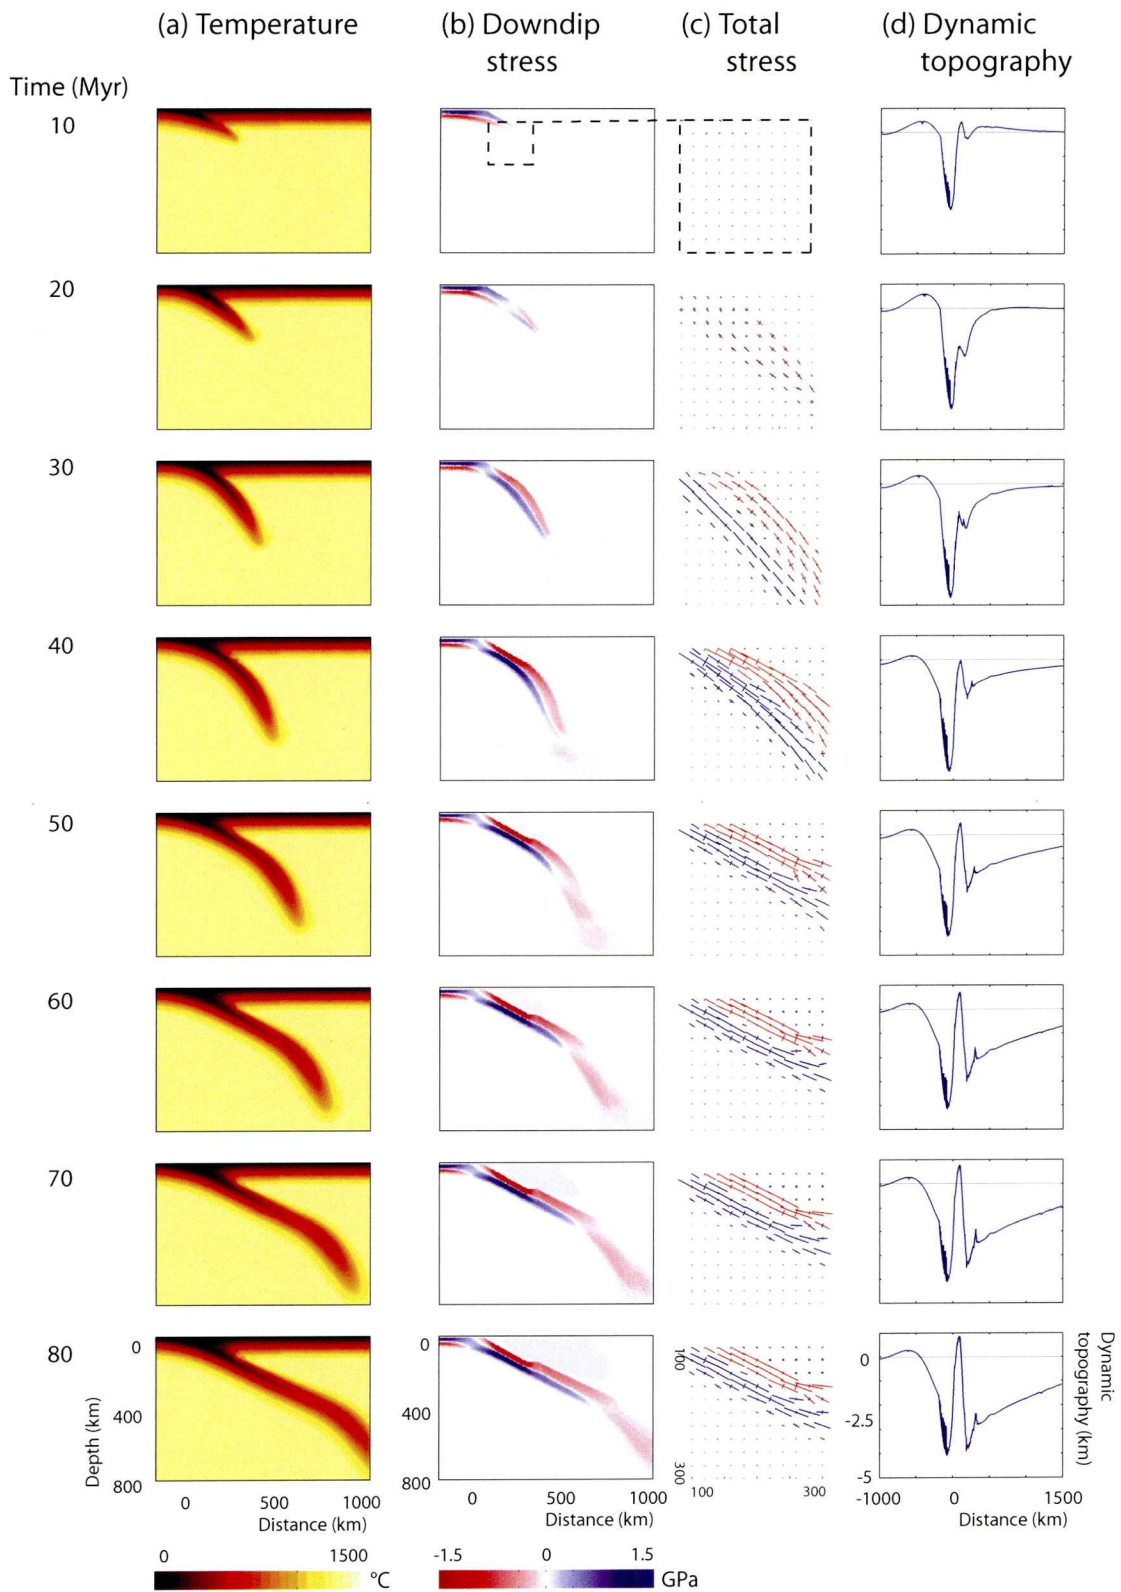 (a) Temperature
(b) Downdip stress
(c) Total stress
(d) Dynamic topography
Time (Myr)
10
20
30
40
50
60
70
80
0
400
800
Depth (km)
0
500
1000
Distance (km)
0
400
800
0
500
1000
Distance (km)
100
300
100
300
0
-2.5
-5
Dynamic
topography (km)
-1000
0
1500
Distance (km)
0
1500
°C
-1.5
0
1.5
GPa